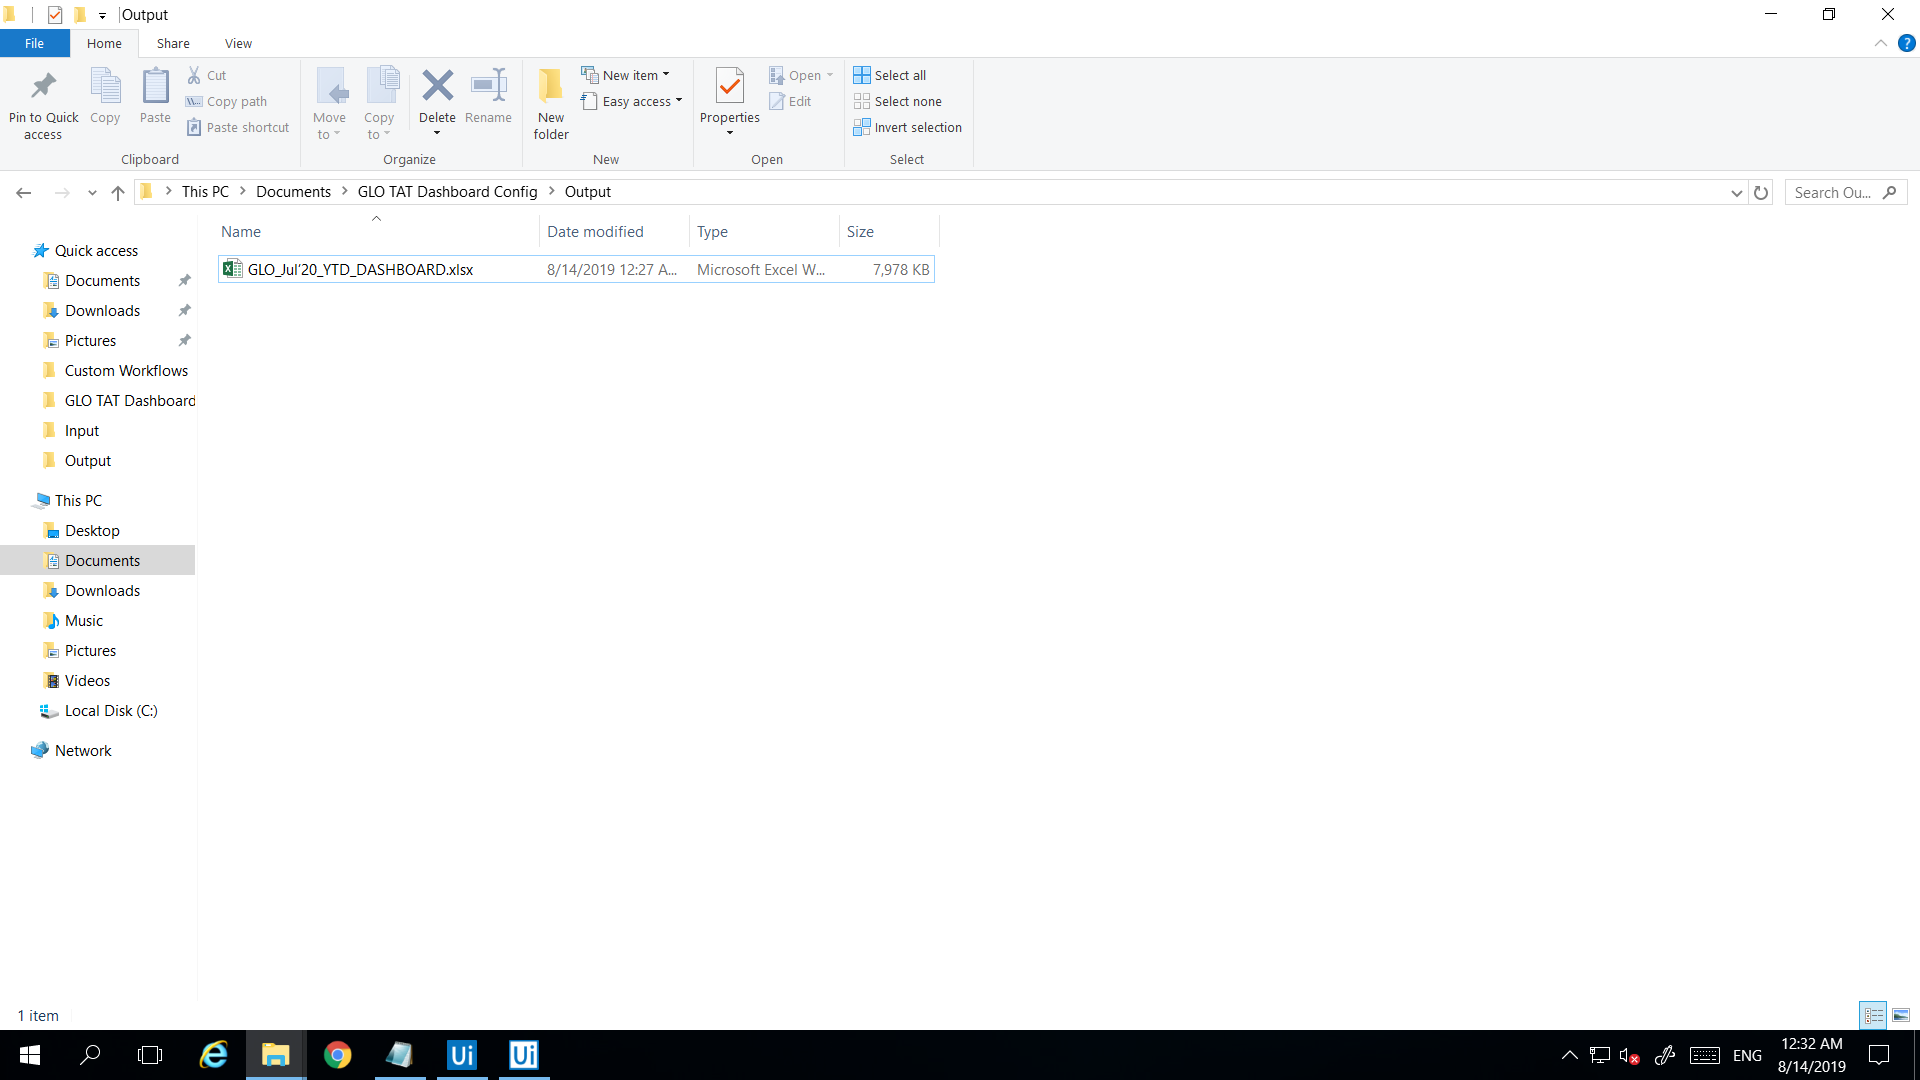 Output
File Home Share View
Pin to Quick access
Copy
Paste
Cut
Copy path
Paste shortcut
Clipboard
Move to
Copy to
Delete
Rename
Organize
New folder
New item
Easy access
New
Properties
Open
Edit
Open
Select all
Select none
Invert selection
Select
This PC Documents GLO TAT Dashboard Config Output
Search Ou...
Name Date modified Type Size
GLO_Jul'20_YTD_DASHBOARD.xlsx 8/14/2019 12:27 A... Microsoft Excel W... 7,978 KB
Quick access
Documents
Downloads
Pictures
Custom Workflows
GLO TAT Dashboard
Input
Output
This PC
Desktop
Documents
Downloads
Music
Pictures
Videos
Local Disk (C:)
Network
1 item
Ui Ui
ENG
12:32 AM
8/14/2019